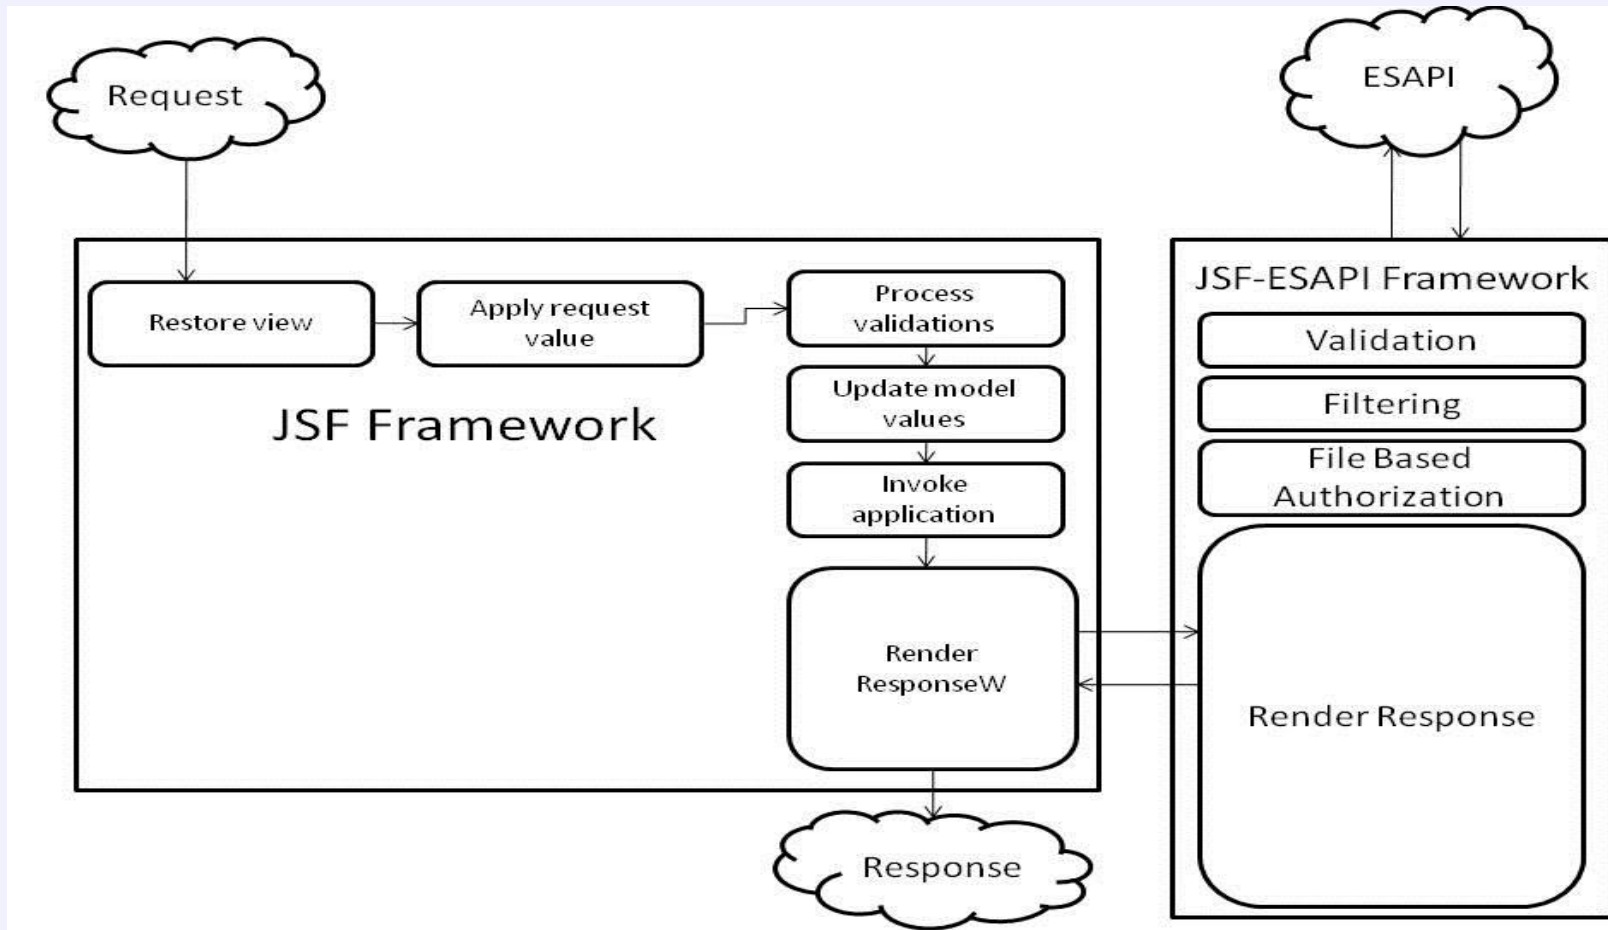 Request
ESAPI
Restore view
Apply request
value
Process
validations
Update model
values
Invoke
application
JSF Framework
Render
ResponseW
Response
JSF-ESAPI Framework
Validation
Filtering
File Based
Authorization
Render Response